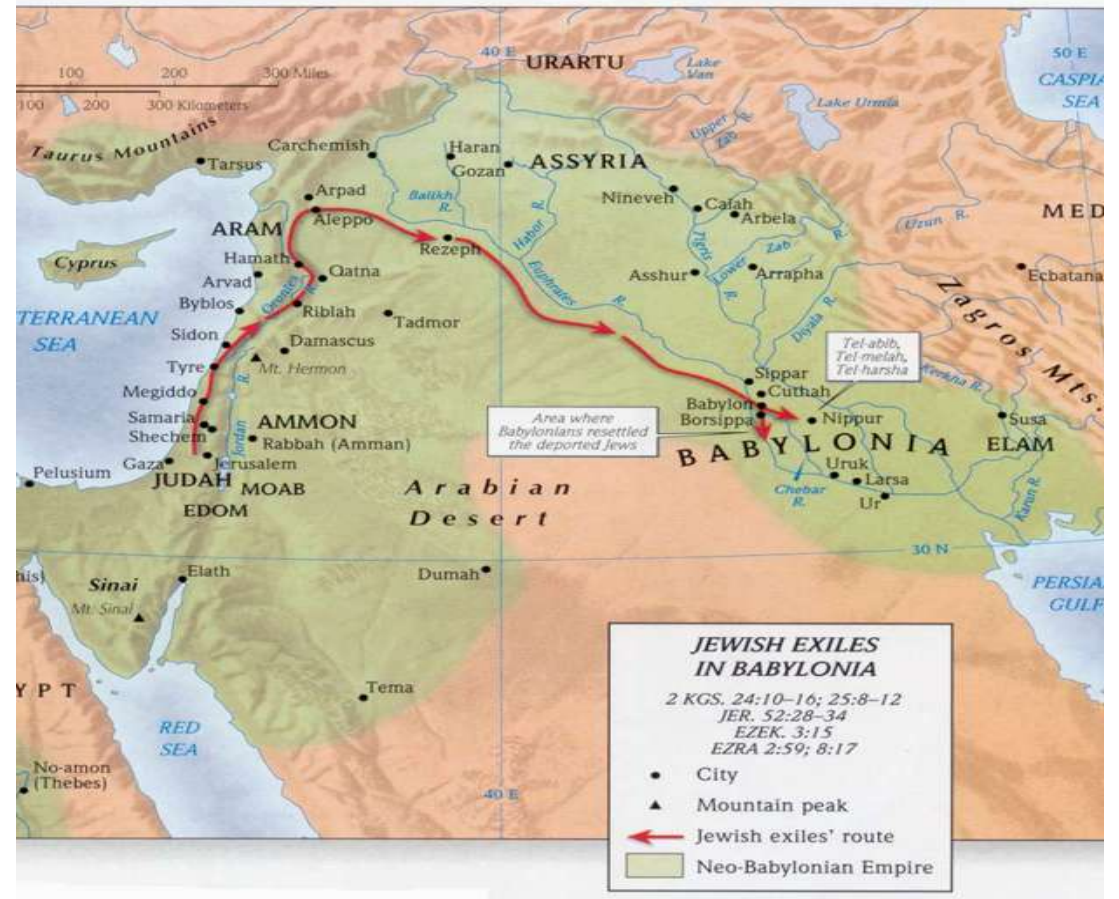 40 E
URARTU
Lake
Van
50 E
CASPIA
SEA
100 200 300 Miles
100 200 300 Kilometers
Lake Urmia
Upper
Zab R.
Taurus Mountains
Tarsus
Carchemish
Haran
Gozan
ASSYRIA
Nineveh
Calah
Arbela
Uzun R.
MED
Arpad
Aleppo
Balikh
R.
Habor R.
ARAM
Rezeph
Tigris
R.
Lower Zab
R.
Cyprus
Hamath
Qatna
Arvad
Orontes
R.
Euphrates
R.
Asshur
Arrapha
Ecbatana
Byblos
Riblah
Tadmor
Diyala R.
Zagros Mts.
TERRANEAN
SEA
Sidon
Damascus
Tyre
Mt. Hermon
Tel-abib,
Tel-melah,
Tel-harsha
Kerkha R.
Megiddo
Samaria
Shechem
Jordan R.
AMMON
Rabbah (Amman)
Sippar
Cuthah
Babylon
Borsippa
Nippur
Susa
ELAM
Area where
Babylonians resettled
the deported Jews
BABYLONIA
Pelusium
Gaza
Jerusalem
JUDAH
MOAB
EDOM
Arabian
Desert
Uruk
Larsa
Ur
Chebar
R.
Karun R.
30 N
his)
Sinai
Elath
Mt. Sinai
Dumah
PERSIA
GULF
YPT
Tema
RED
SEA
No-amon
(Thebes)
40 E
JEWISH EXILES
IN BABYLONIA
2 KGS. 24:10–16; 25:8–12
JER. 52:28–34
EZEK. 3:15
EZRA 2:59; 8:17
City
Mountain peak
Jewish exiles' route
Neo-Babylonian Empire